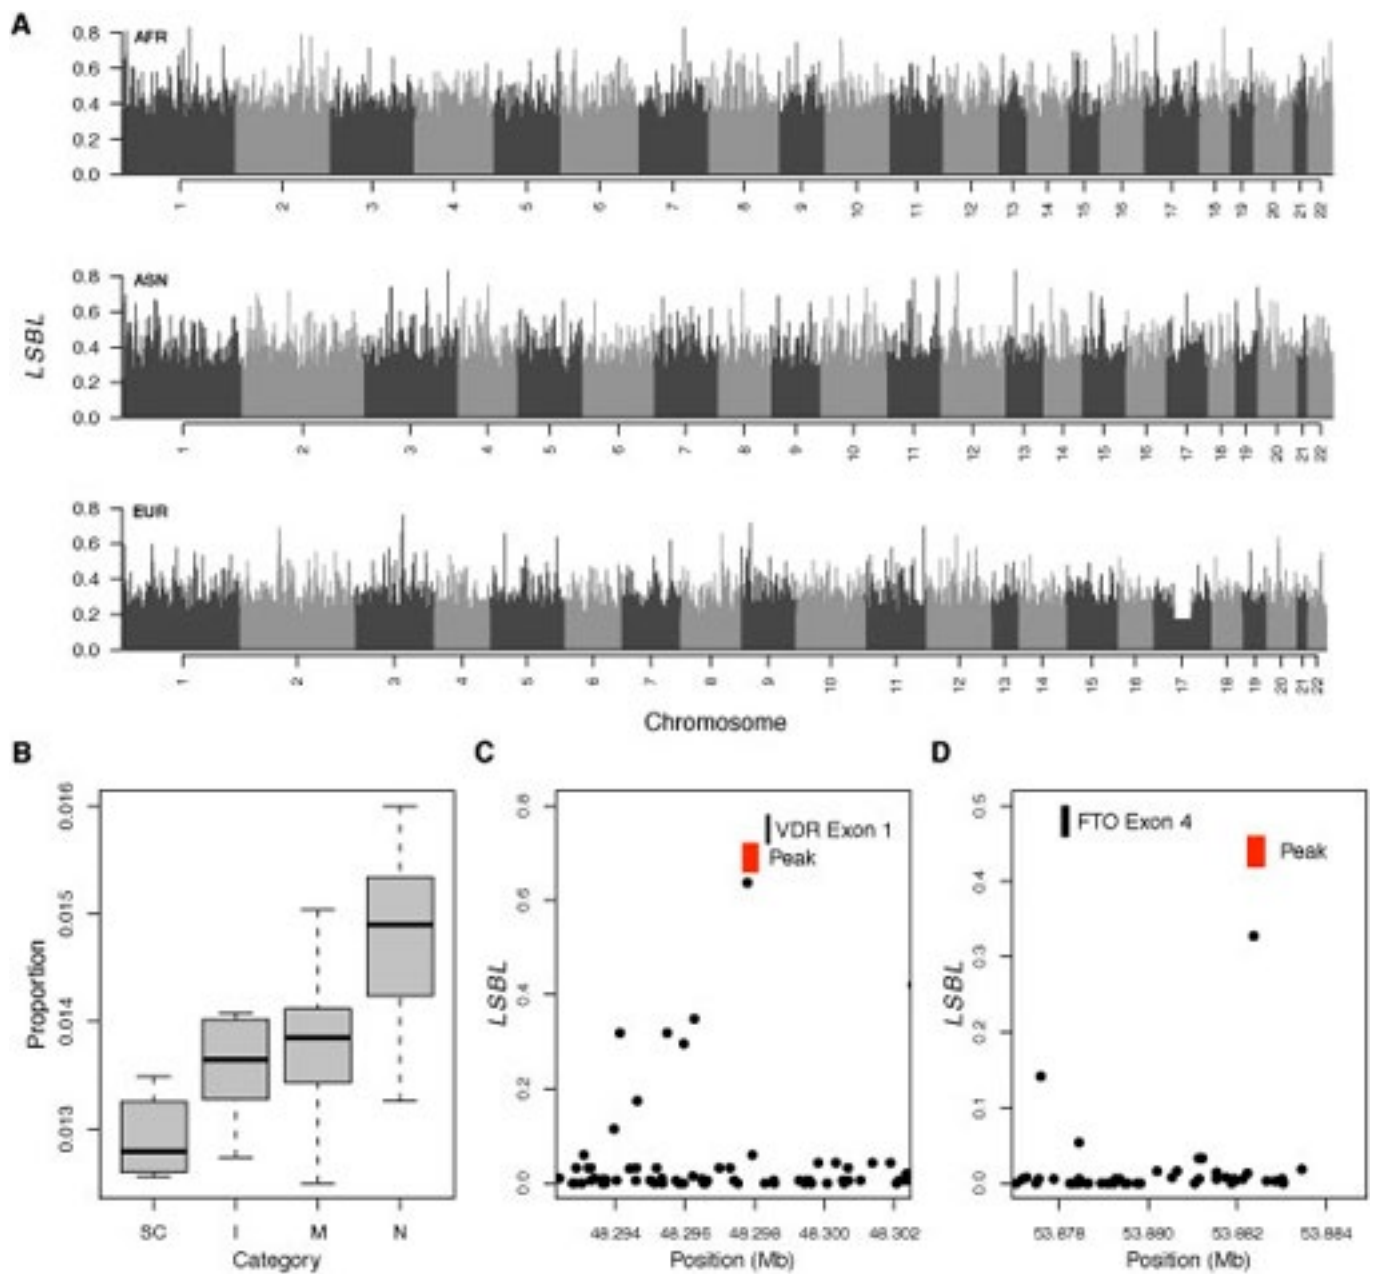 A
AFR
0.8
0.6
0.4
0.2
0.0
1 2 3 4 5 6 7 8 9 10 11 12 13 14 15 16 17 18 19 20 21 22
ASN
0.8
0.6
0.4
0.2
0.0
LSBL
1 2 3 4 5 6 7 8 9 10 11 12 13 14 15 16 17 18 19 20 21 22
EUR
0.8
0.6
0.4
0.2
0.0
1 2 3 4 5 6 7 8 9 10 11 12 13 14 15 16 17 18 19 20 21 22
Chromosome
B
0.016
0.015
0.014
0.013
Proportion
SC I M N
Category
C
0.8
0.6
0.4
0.2
0.0
LSBL
VDR Exon 1
Peak
48.294 48.296 48.298 48.300 48.302
Position (Mb)
D
0.5
0.4
0.3
0.2
0.1
0.0
LSBL
FTO Exon 4
Peak
53.878 53.880 53.882 53.884
Position (Mb)